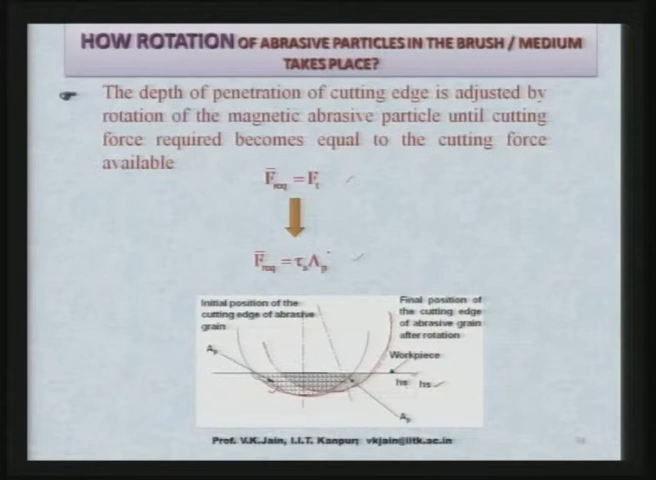 HOW ROTATION OF ABRASIVE PARTICLES IN THE BRUSH / MEDIUM
TAKES PLACE?
The depth of penetration of cutting edge is adjusted by
rotation of the magnetic abrasive particle until cutting
force required becomes equal to the cutting force
available
F̅req = Ft
F̅req = τsAp
Initial position of the
cutting edge of abrasive
grain
Final position of
the cutting edge
of abrasive grain
after rotation
Workpiece
Ap
hs hs
Ap
Prof. V.K.Jain, I.I.T. Kanpur; vkjain@iitk.ac.in